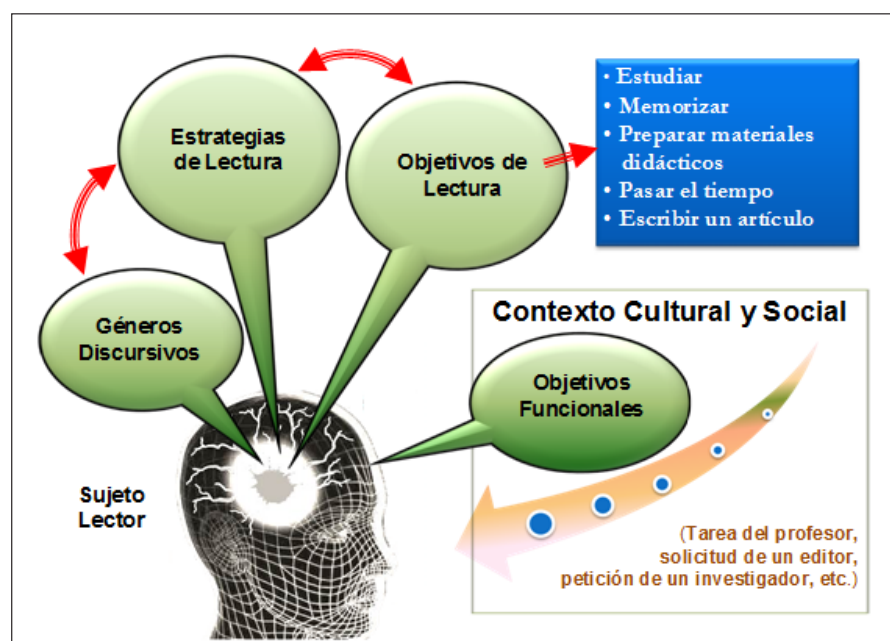 Estrategias
de Lectura
Objetivos de
Lectura
• Estudiar
• Memorizar
• Preparar materiales
didácticos
• Pasar el tiempo
• Escribir un artículo
Géneros
Discursivos
Contexto Cultural y Social
Objetivos
Funcionales
Sujeto
Lector
(Tarea del profesor,
solicitud de un editor,
petición de un investigador, etc.)